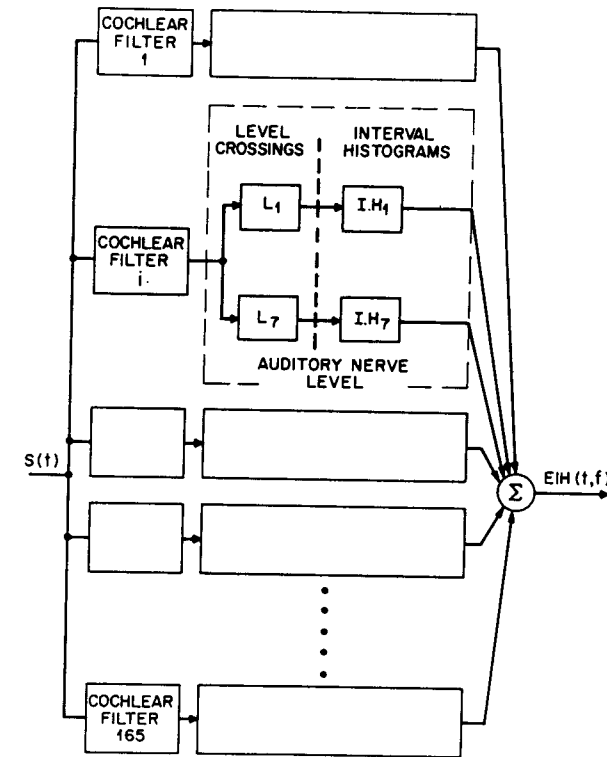 COCHLEAR
FILTER
1
LEVEL
CROSSINGS
INTERVAL
HISTOGRAMS
L1
I.H1
COCHLEAR
FILTER
i.
L7
I.H7
AUDITORY NERVE
LEVEL
S(t)
Σ
EIH (t,f)
COCHLEAR
FILTER
165